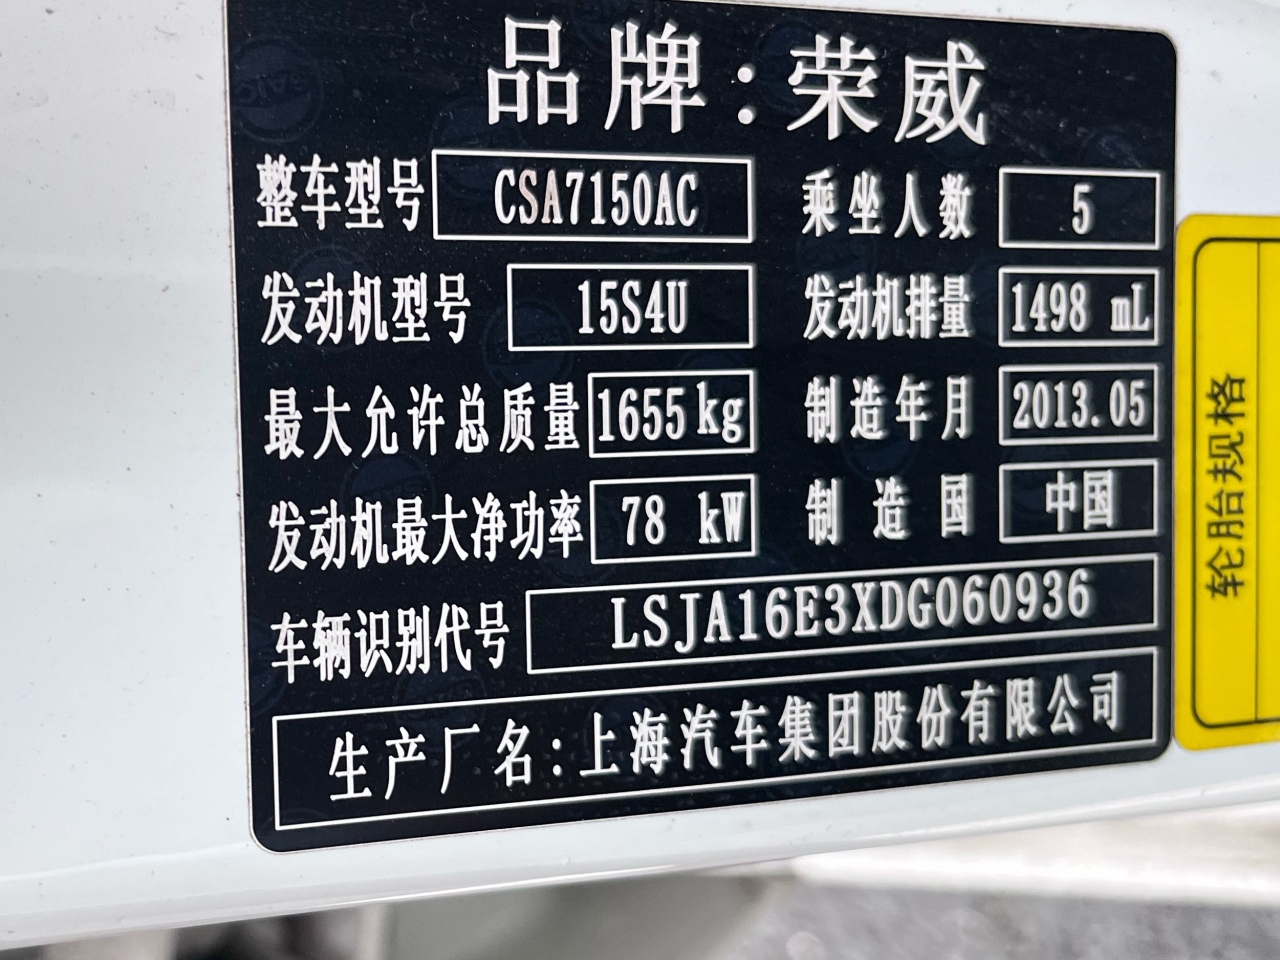 品牌:荣威
整车型号 CSA7150AC 乘坐人数 5
发动机型号 15S4U 发动机排量 1498 mL
最大允许总质量 1655 kg 制造年月 2013.05
发动机最大净功率 78 kW 制造国 中国
车辆识别代号 LSJA16E3XDG060936
生产厂名:上海汽车集团股份有限公司
轮胎规格